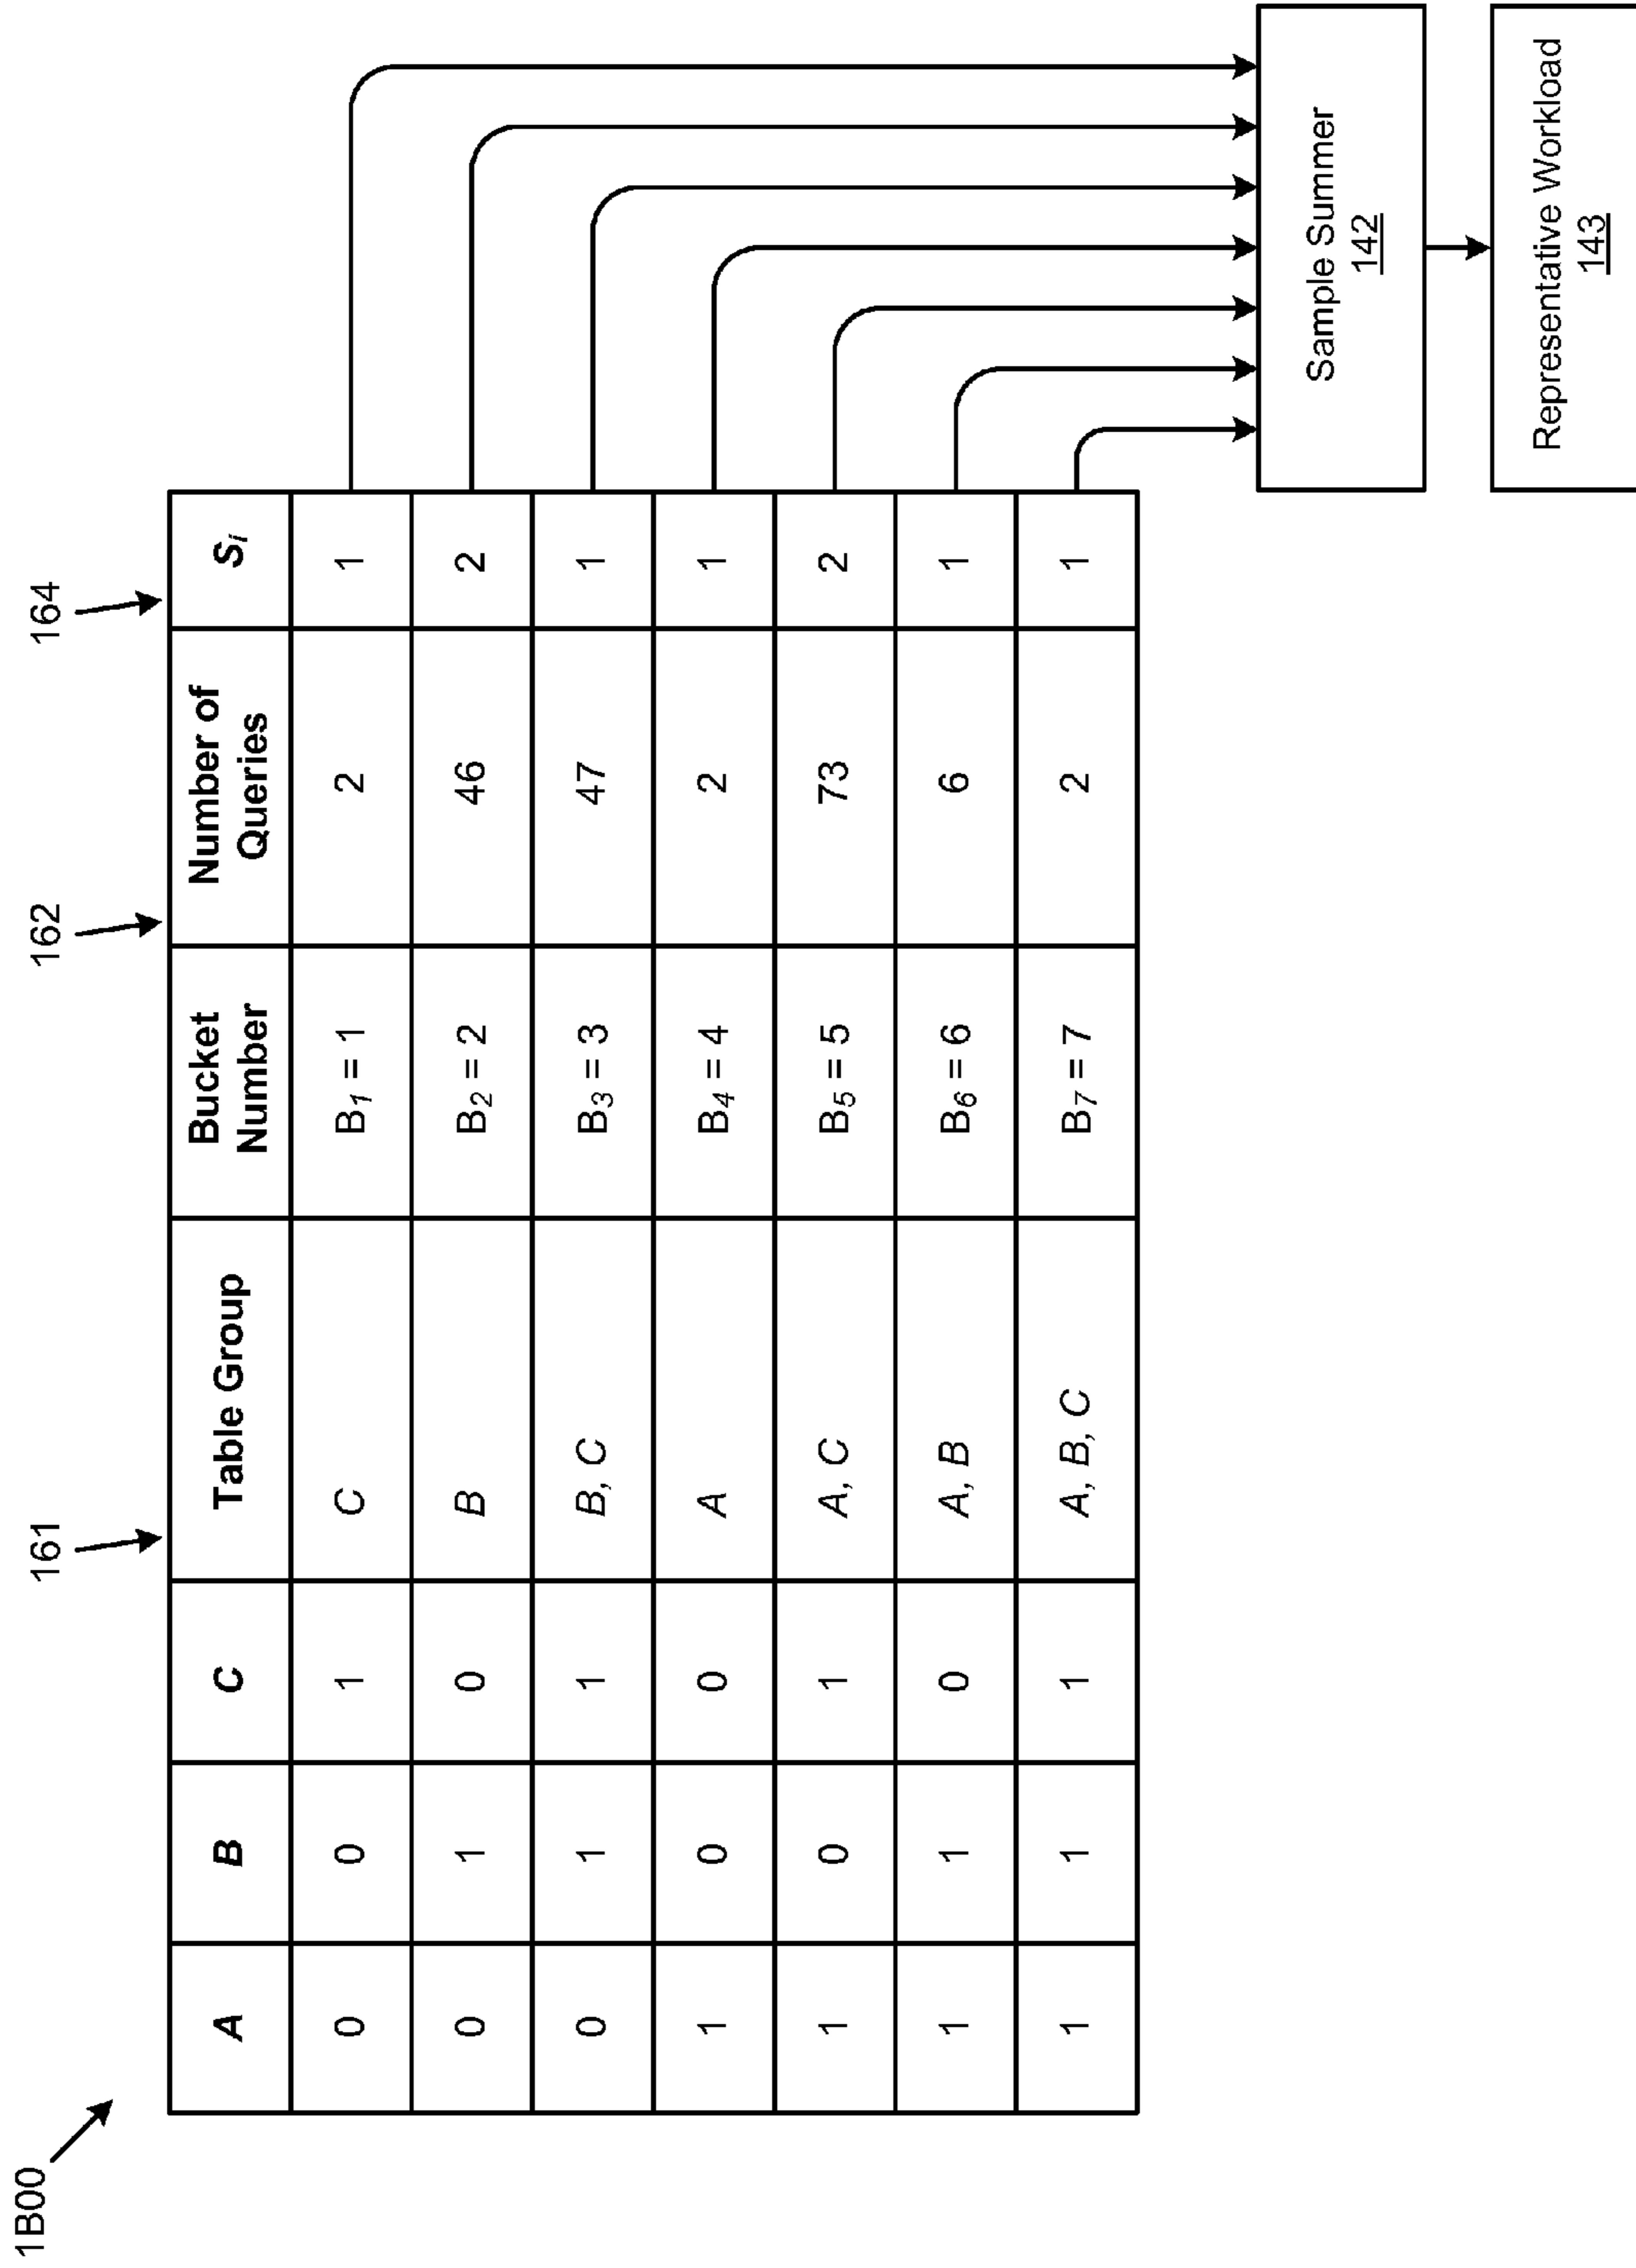 1B00
161
162
164
A B C Table Group Bucket Number Number of Queries Si
0 0 1 C B1 = 1 2 1
0 1 0 B B2 = 2 46 2
0 1 1 B, C B3 = 3 47 1
1 0 0 A B4 = 4 2 1
1 0 1 A, C B5 = 5 73 2
1 1 0 A, B B6 = 6 6 1
1 1 1 A, B, C B7 = 7 2 1
Sample Summer
142
Representative Workload
143